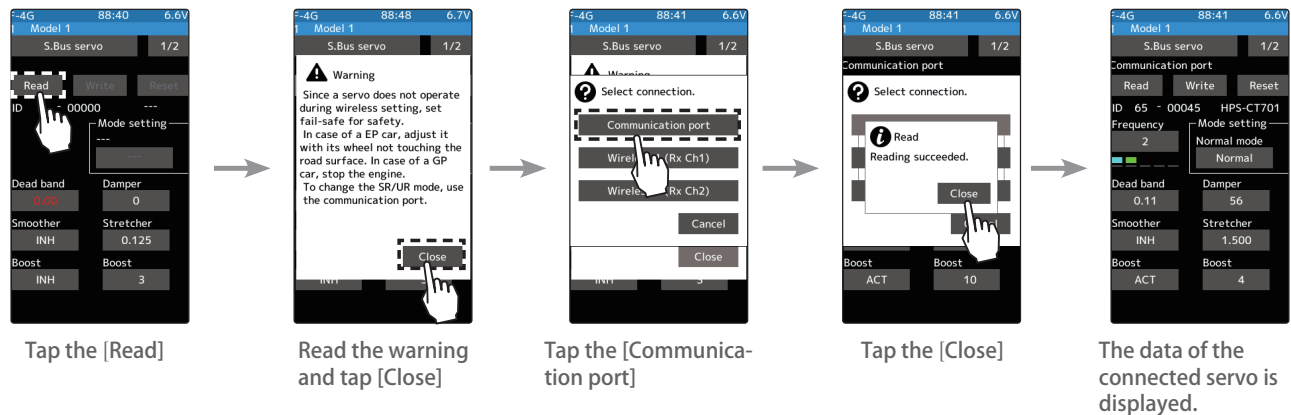 F-4G 88:40 6.6V
1 Model 1
S.Bus servo 1/2
Read Write Reset
ID - 00000 ---
Mode setting
---
---
Dead band Damper
0.00 0
Smoother Stretcher
INH 0.125
Boost Boost
INH 3
Tap the [Read]
F-4G 88:48 6.7V
1 Model 1
S.Bus servo 1/2
Warning
Since a servo does not operate
during wireless setting, set
fail-safe for safety.
In case of a EP car, adjust it
with its wheel not touching the
road surface. In case of a GP
car, stop the engine.
To change the SR/UR mode, use
the communication port.
Close
INH 3
Read the warning
and tap [Close]
F-4G 88:41 6.6V
1 Model 1
S.Bus servo 1/2
Warning
Select connection.
Communication port
(Rx Ch1)
(Rx Ch2)
Cancel
Close
INH 3
Tap the [Communica-
tion port]
F-4G 88:41 6.6V
1 Model 1
S.Bus servo 1/2
Communication port
Select connection.
Read
Reading succeeded.
Close
Boost Boost
ACT 10
Tap the [Close]
F-4G 88:41 6.6V
1 Model 1
S.Bus servo 1/2
Communication port
Read Write Reset
ID 65 - 00045 HPS-CT701
Frequency Mode setting
2 Normal mode
Normal
Dead band Damper
0.11 56
Smoother Stretcher
INH 1.500
Boost Boost
ACT 4
The data of the
connected servo is
displayed.